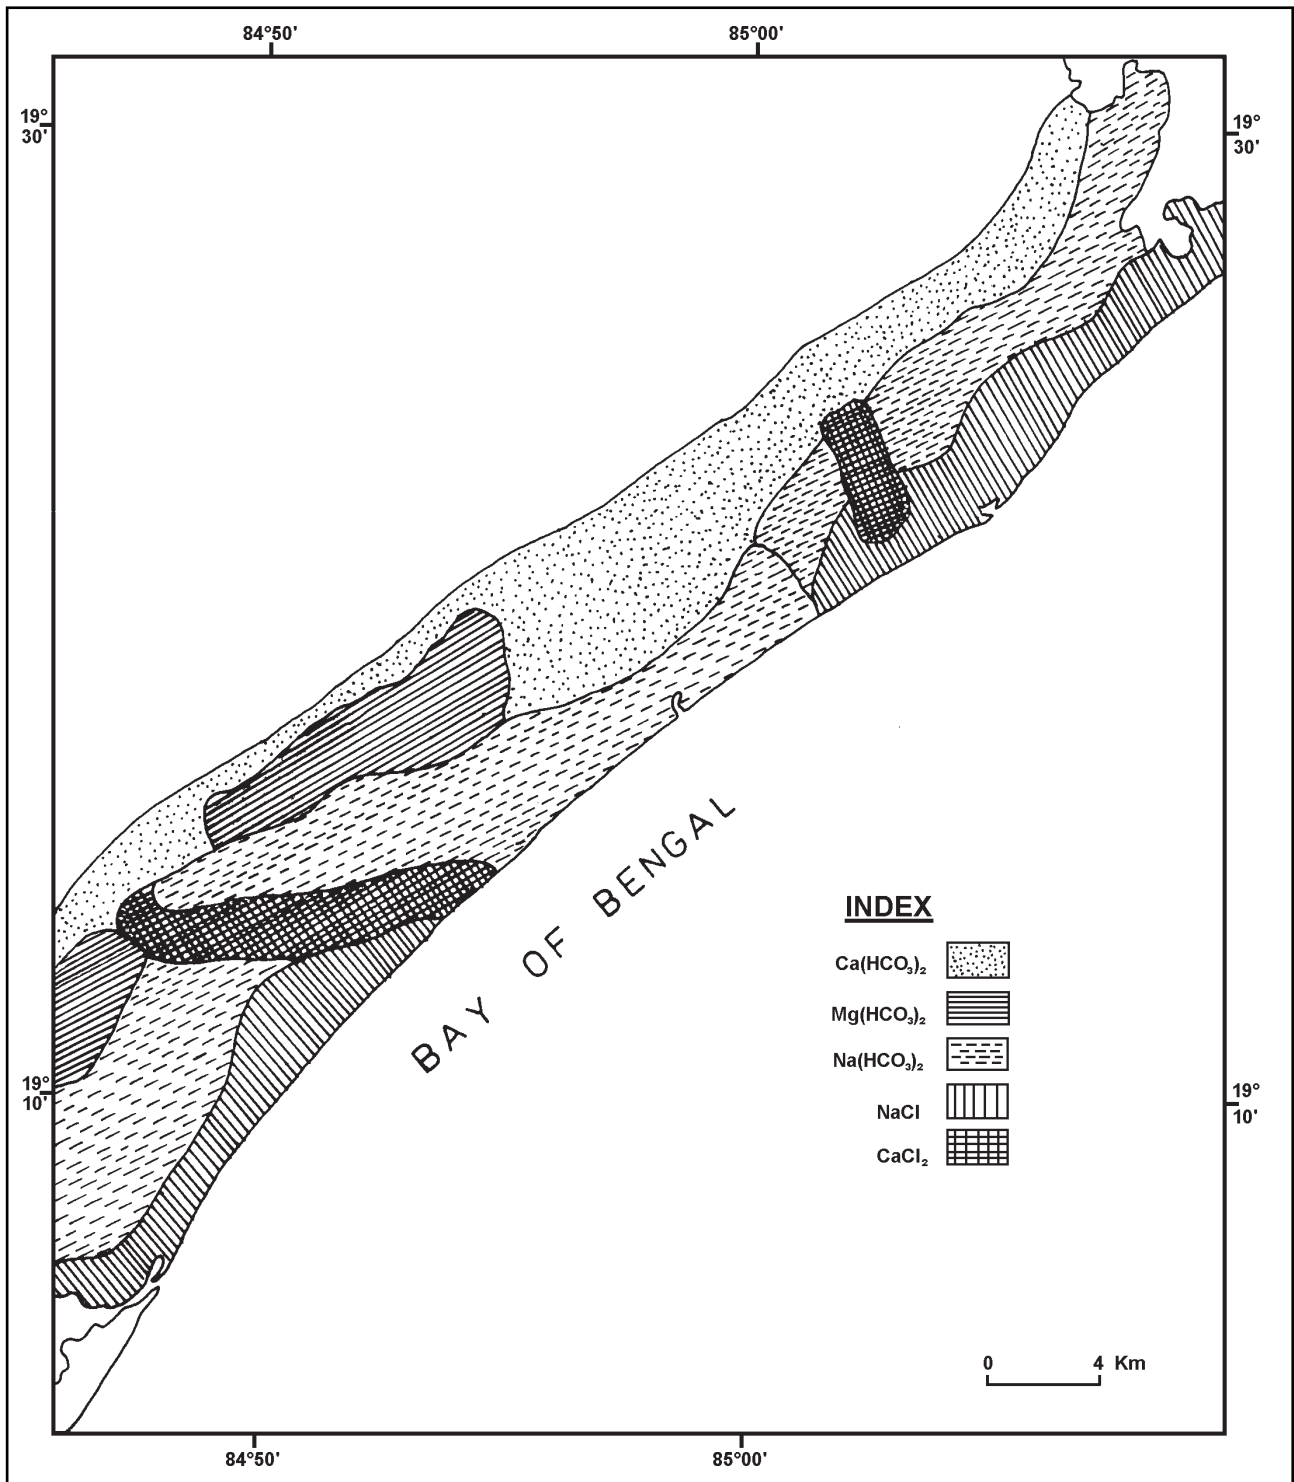 84°50' 85°00'
19° 19°
30' 30'
BAY OF BENGAL
INDEX
Ca(HCO₃)₂
Mg(HCO₃)₂
Na(HCO₃)₂
NaCl
CaCl₂
19° 19°
10' 10'
0 4 Km
84°50' 85°00'